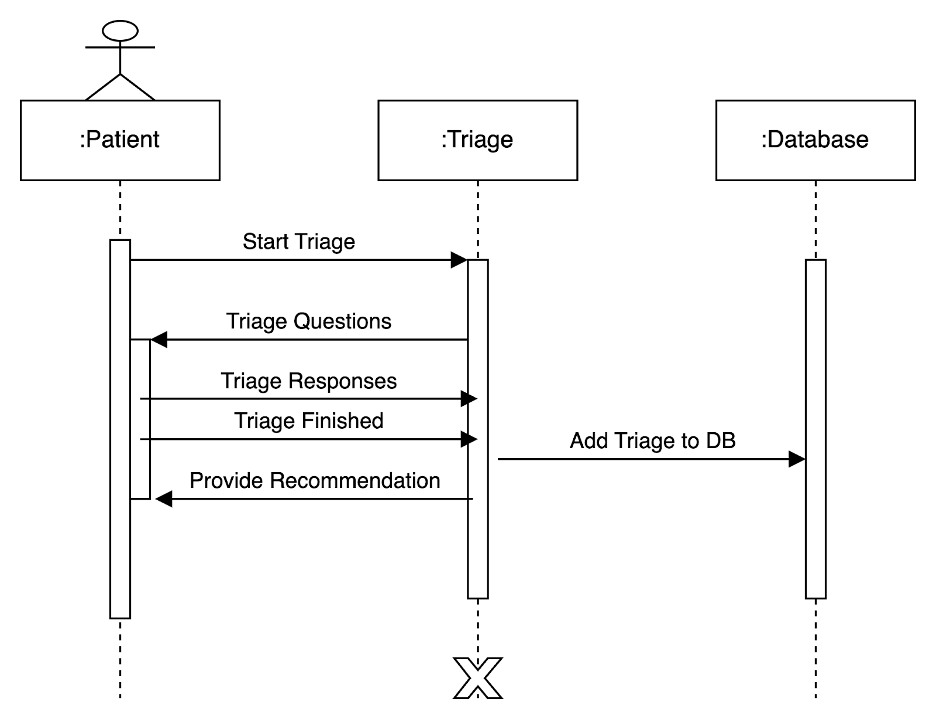 :Patient
:Triage
:Database
Start Triage
Triage Questions
Triage Responses
Triage Finished
Add Triage to DB
Provide Recommendation